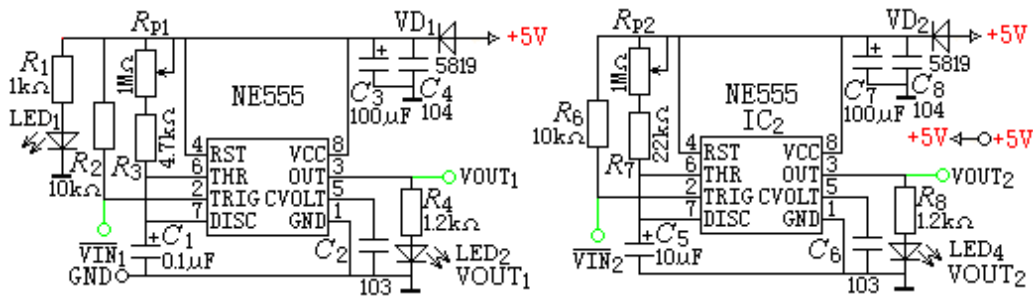 RP1
VD1
+5V
R1
1kΩ
1MΩ
5819
NE555
C3
100μF
C4
104
LED1
R2
10kΩ
R3
4.7kΩ
4 RST VCC 8
6 THR OUT 3
2 TRIG CVOLT 5
7 DISC GND 1
VOUT1
R4
1.2kΩ
VIN1
C1
0.1μF
C2
103
LED2
VOUT1
GND
RP2
VD2
+5V
1MΩ
5819
NE555
IC2
C7
100μF
C8
104
R6
10kΩ
R7
22kΩ
+5V +5V
4 RST VCC 8
6 THR OUT 3
2 TRIG CVOLT 5
7 DISC GND 1
VOUT2
R8
1.2kΩ
VIN2
C5
10μF
C6
103
LED4
VOUT2